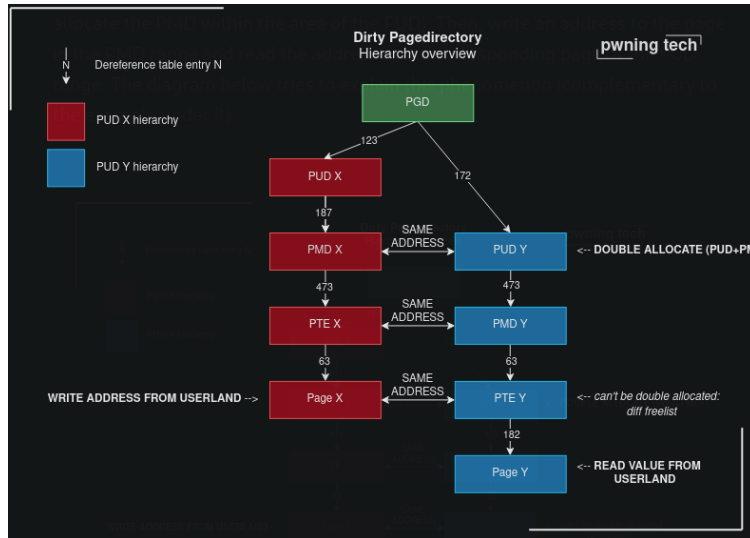 Dirty Pagedirectory
Hierarchy overview
pwning tech
N
Dereference table entry N
PUD X hierarchy
PUD Y hierarchy
PGD
123
172
PUD X
187
PMD X
SAME
ADDRESS
PUD Y
<-- DOUBLE ALLOCATE (PUD+PM
473
473
PTE X
SAME
ADDRESS
PMD Y
63
63
WRITE ADDRESS FROM USERLAND -->
Page X
SAME
ADDRESS
PTE Y
<-- can't be double allocated:
diff freelist
182
Page Y
<-- READ VALUE FROM
USERLAND